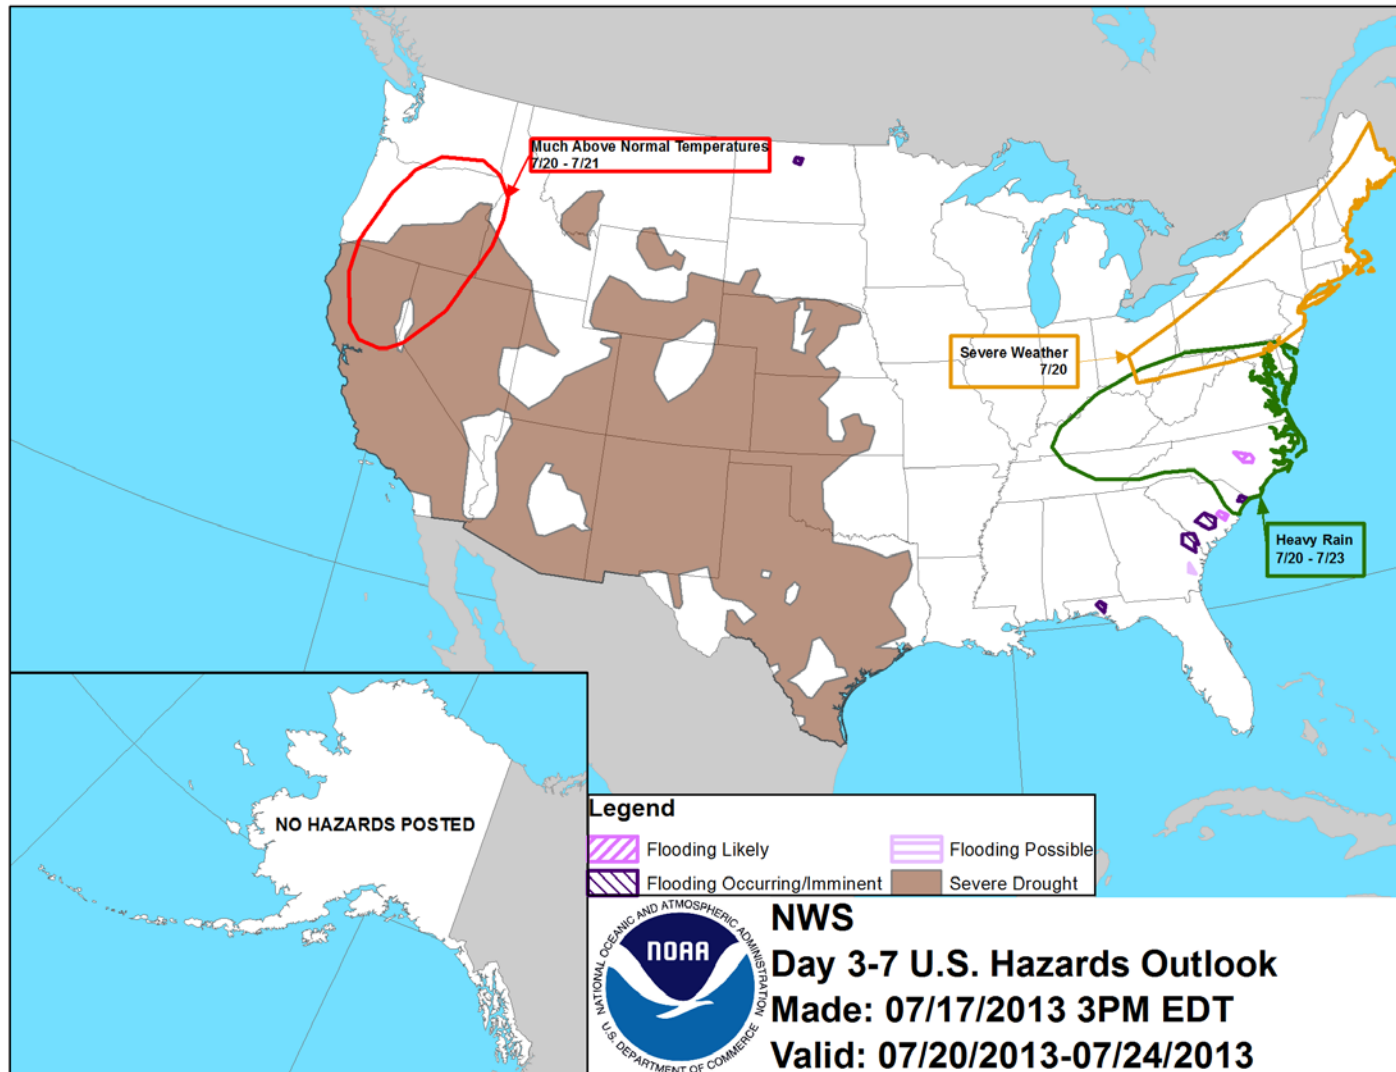 Much Above Normal Temperatures
7/20 - 7/21
Severe Weather
7/20
Heavy Rain
7/20 - 7/23
NO HAZARDS POSTED
Legend
Flooding Likely
Flooding Possible
Flooding Occurring/Imminent
Severe Drought
NATIONAL OCEANIC AND ATMOSPHERIC ADMINISTRATION
NOAA
U.S. DEPARTMENT OF COMMERCE
NWS
Day 3-7 U.S. Hazards Outlook
Made: 07/17/2013 3PM EDT
Valid: 07/20/2013-07/24/2013